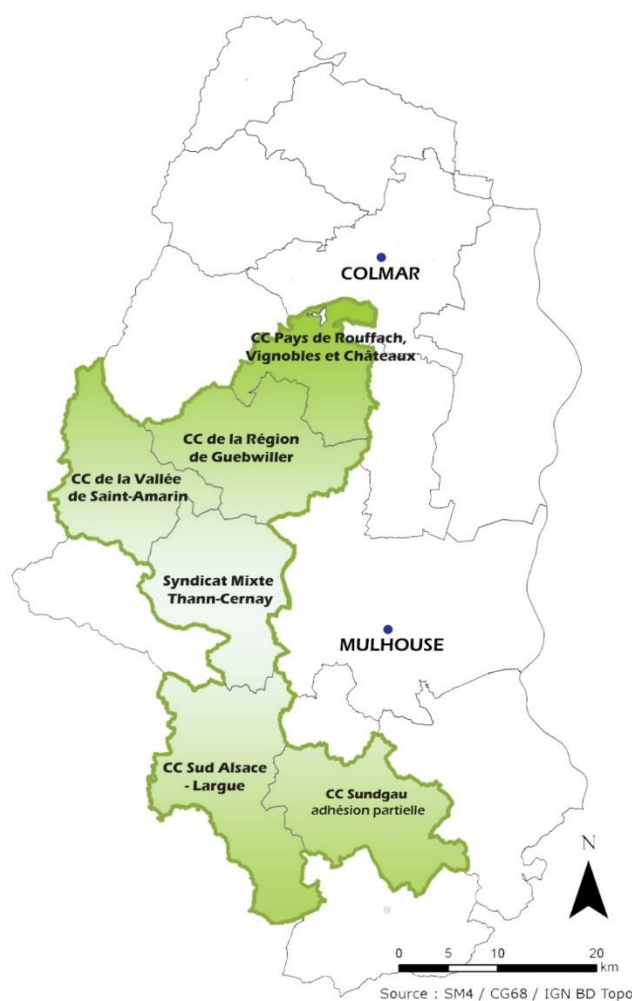 COLMAR
CC Pays de Rouffach,
Vignobles et Châteaux
CC de la Région
de Guebwiller
CC de la Vallée
de Saint-Amarin
Syndicat Mixte
Thann-Cernay
MULHOUSE
CC Sud Alsace
- Largue
CC Sundgau
adhésion partielle
N
0 5 10 20
km
Source : SM4 / CG68 / IGN BD Topo